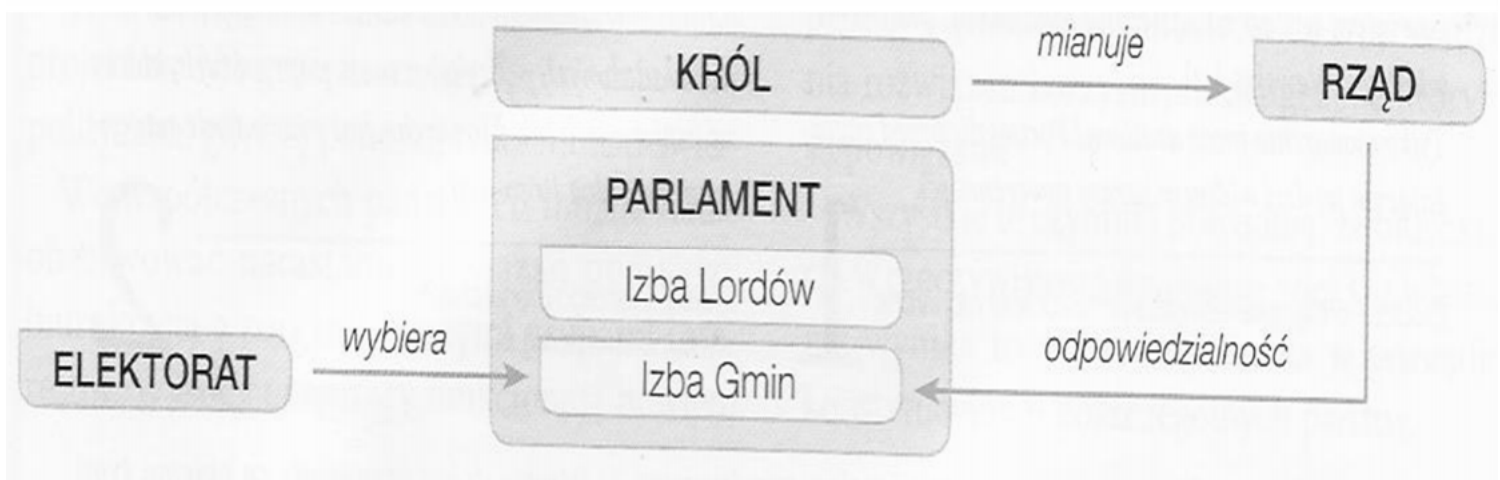 KRÓL
mianuje
RZĄD
PARLAMENT
Izba Lordów
ELEKTORAT
wybiera
Izba Gmin
odpowiedzialność